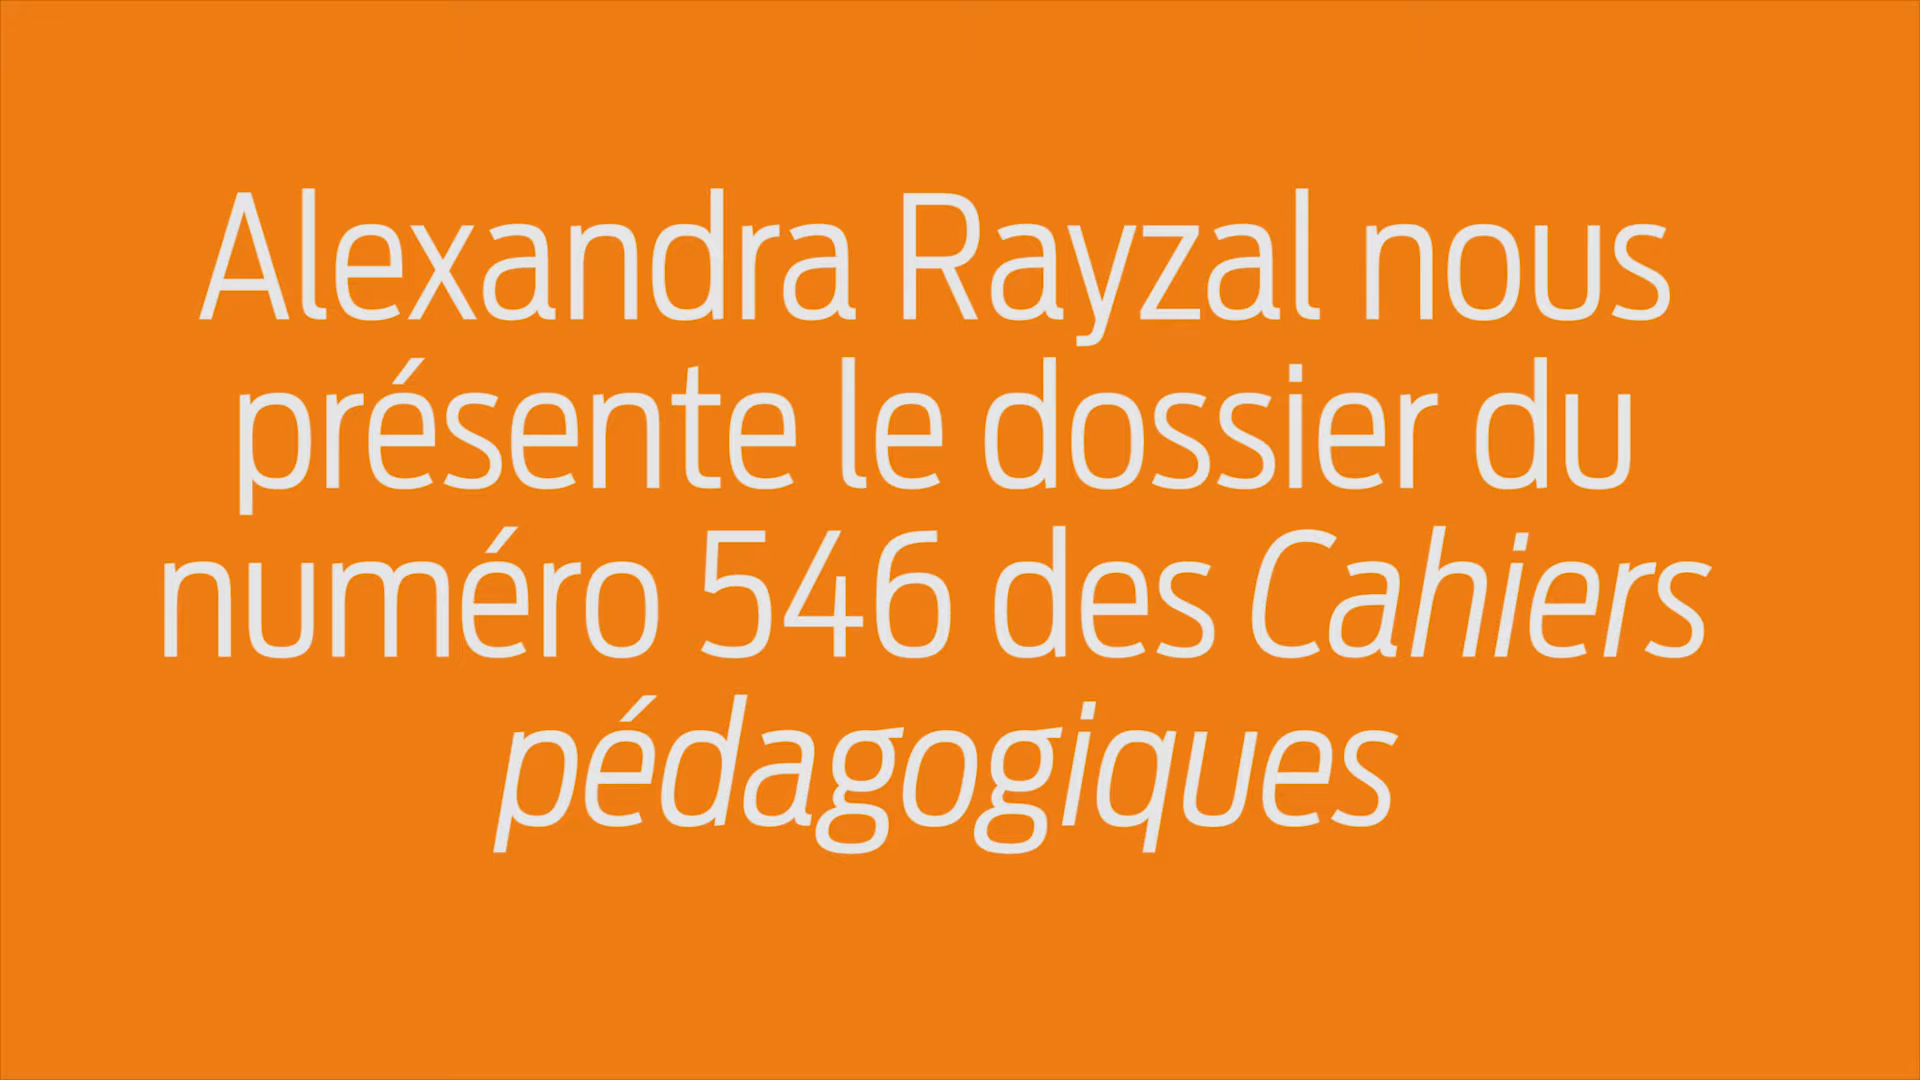 Alexandra Rayzal nous
présente le dossier du
numéro 546 des Cahiers
pédagogiques